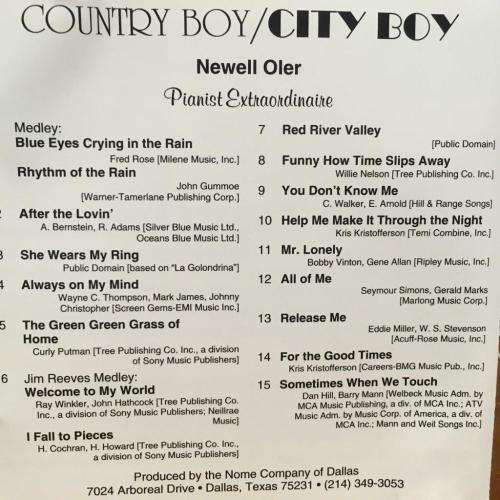 COUNTRY BOY/CITY BOY
Newell Oler
Pianist Extraordinaire
Medley:
Blue Eyes Crying in the Rain
Fred Rose [Milene Music, Inc.]
Rhythm of the Rain
John Gummoe
[Warner-Tamerlane Publishing Corp.]
2 After the Lovin'
A. Bernstein, R. Adams [Silver Blue Music Ltd.,
Oceans Blue Music Ltd.]
3 She Wears My Ring
Public Domain [based on "La Golondrina"]
4 Always on My Mind
Wayne C. Thompson, Mark James, Johnny
Christopher [Screen Gems-EMI Music Inc.]
5 The Green Green Grass of
Home
Curly Putman [Tree Publishing Co. Inc., a division
of Sony Music Publishers]
6 Jim Reeves Medley:
Welcome to My World
Ray Winkler, John Hathcock [Tree Publishing Co.
Inc., a division of Sony Music Publishers; Neilrae
Music]
I Fall to Pieces
H. Cochran, H. Howard [Tree Publishing Co. Inc.,
a division of Sony Music Publishers]
7 Red River Valley
[Public Domain]
8 Funny How Time Slips Away
Willie Nelson [Tree Publishing Co. Inc.]
9 You Don't Know Me
C. Walker, E. Arnold [Hill & Range Songs]
10 Help Me Make It Through the Night
Kris Kristofferson [Temi Combine, Inc.]
11 Mr. Lonely
Bobby Vinton, Gene Allan [Ripley Music, Inc.]
12 All of Me
Seymour Simons, Gerald Marks
[Marlong Music Corp.]
13 Release Me
Eddie Miller, W. S. Stevenson
[Acuff-Rose Music, Inc.]
14 For the Good Times
Kris Kristofferson [Careers-BMG Music Pub., Inc.]
15 Sometimes When We Touch
Dan Hill, Barry Mann [Welbeck Music Adm. by
MCA Music Publishing, a div. of MCA Inc.; ATV
Music Adm. by Music Corp. of America, a div. of
MCA Inc.; Mann and Weil Songs Inc.]
Produced by the Nome Company of Dallas
7024 Arboreal Drive • Dallas, Texas 75231 • (214) 349-3053